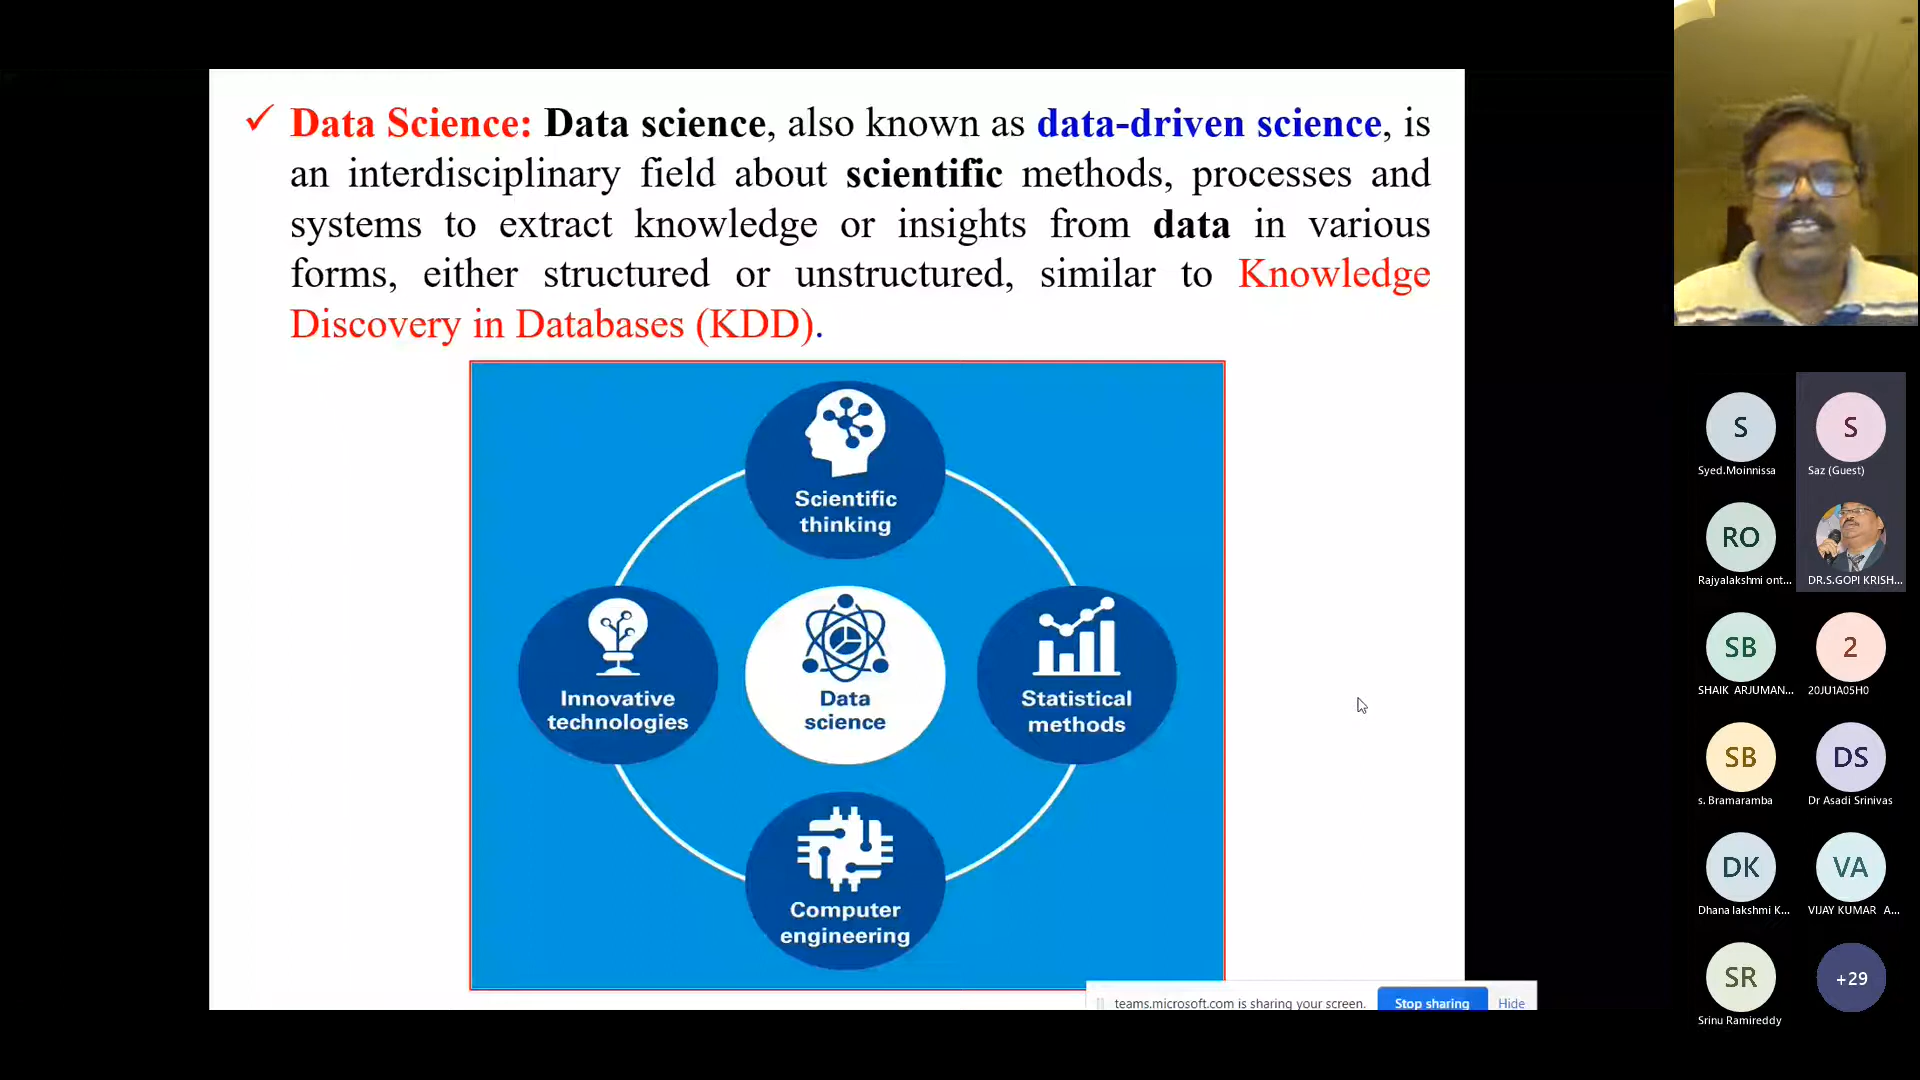 Data Science: Data science, also known as data-driven science, is
an interdisciplinary field about scientific methods, processes and
systems to extract knowledge or insights from data in various
forms, either structured or unstructured, similar to Knowledge
Discovery in Databases (KDD).
Scientific
thinking
Innovative
technologies
Data
science
Statistical
methods
Computer
engineering
teams.microsoft.com is sharing your screen.
Stop sharing
Hide
S
Syed.Moinnissa
S
Saz (Guest)
RO
Rajyalakshmi ont...
DR.S.GOPI KRISH...
SB
SHAIK ARJUMAN...
2
20JU1A05H0
SB
s. Bramaramba
DS
Dr Asadi Srinivas
DK
Dhana lakshmi K...
VA
VIJAY KUMAR A...
SR
Srinu Ramireddy
+29